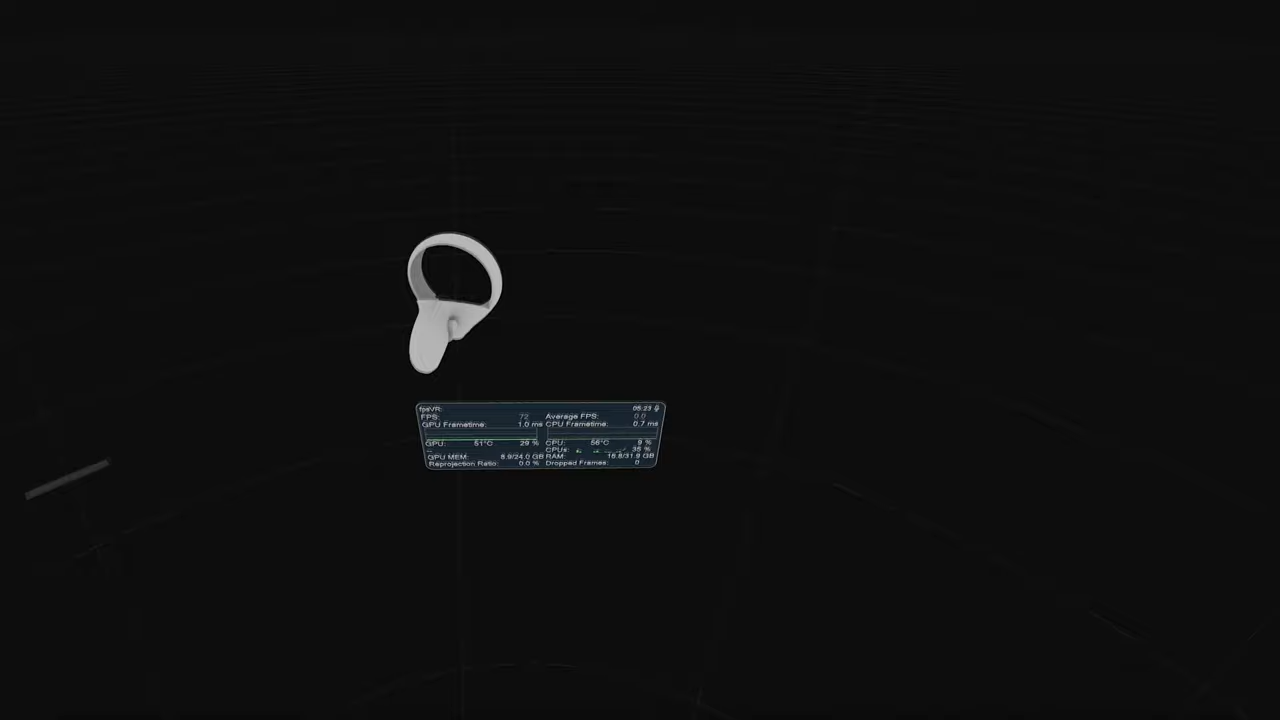 fpsVR: 05:23
FPS: 72 Average FPS: 0.0
GPU Frametime: 1.0 ms CPU Frametime: 0.7 ms
GPU: 51°C 29 % CPU: 56°C 9 %
CPUs: 35 %
GPU MEM: 8.9/24.0 GB RAM: 16.8/31.9 GB
Reprojection Ratio: 0.0 % Dropped Frames: 0